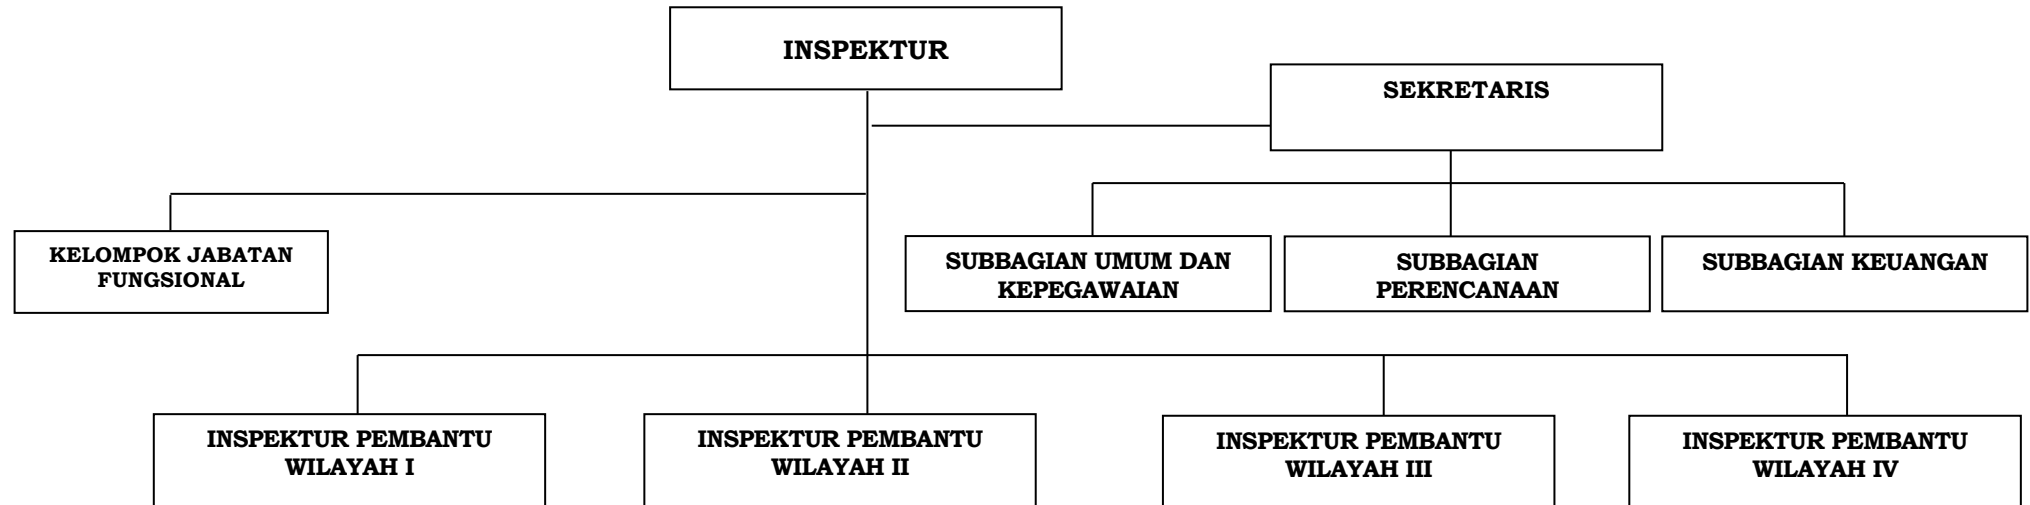 INSPEKTUR
SEKRETARIS
KELOMPOK JABATAN
FUNGSIONAL
SUBBAGIAN UMUM DAN
KEPEGAWAIAN
SUBBAGIAN
PERENCANAAN
SUBBAGIAN KEUANGAN
INSPEKTUR PEMBANTU
WILAYAH I
INSPEKTUR PEMBANTU
WILAYAH II
INSPEKTUR PEMBANTU
WILAYAH III
INSPEKTUR PEMBANTU
WILAYAH IV